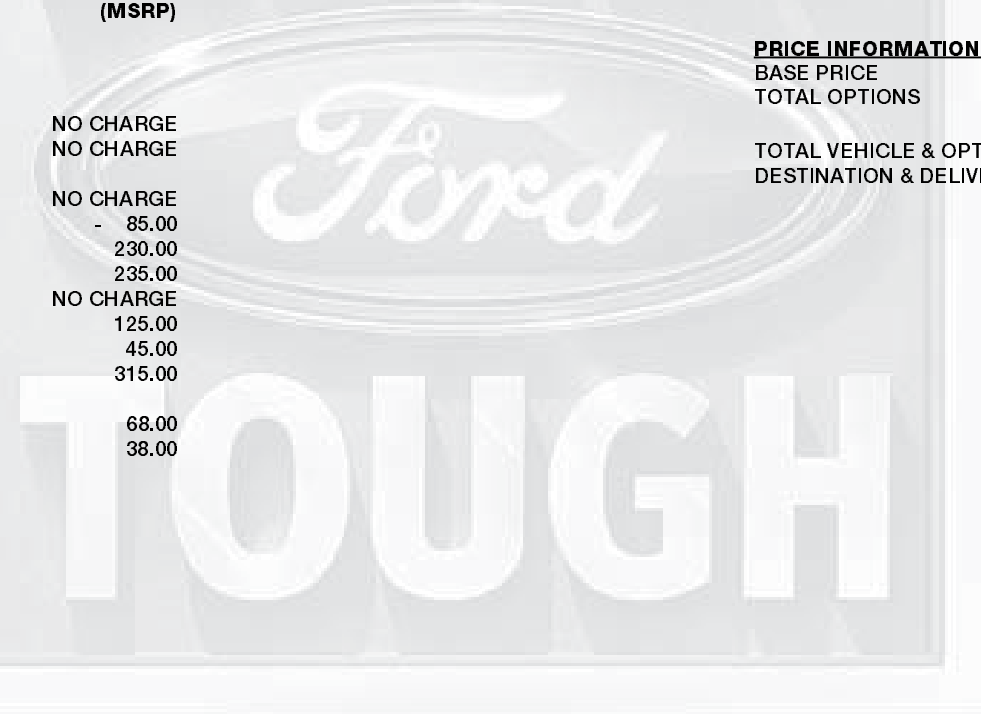 (MSRP)
NO CHARGE
NO CHARGE
NO CHARGE
- 85.00
230.00
235.00
NO CHARGE
125.00
45.00
315.00
68.00
38.00
PRICE INFORMATION
BASE PRICE
TOTAL OPTIONS
TOTAL VEHICLE & OPT
DESTINATION & DELIV
Ford
TOUGH